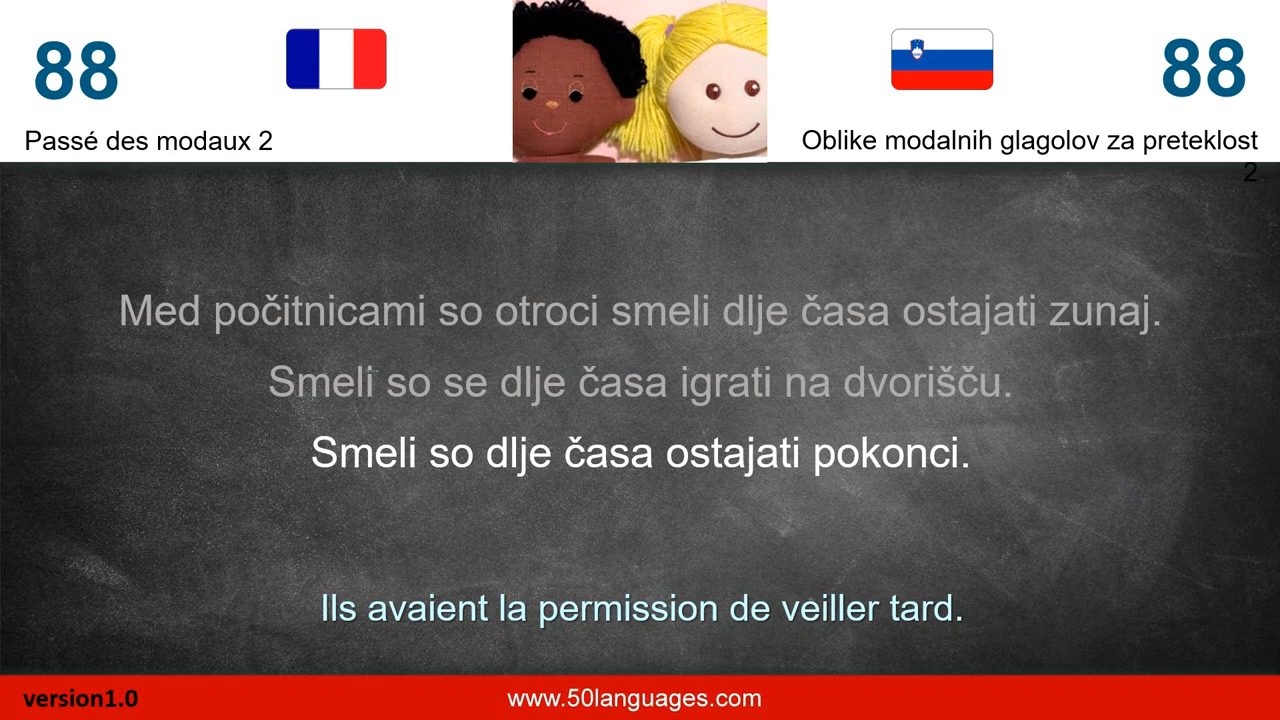 88
88
Passé des modaux 2
Oblike modalnih glagolov za preteklost
2
Med počitnicami so otroci smeli dlje časa ostajati zunaj.
Smeli so se dlje časa igrati na dvorišču.
Smeli so dlje časa ostajati pokonci.
Ils avaient la permission de veiller tard.
version1.0
www.50languages.com